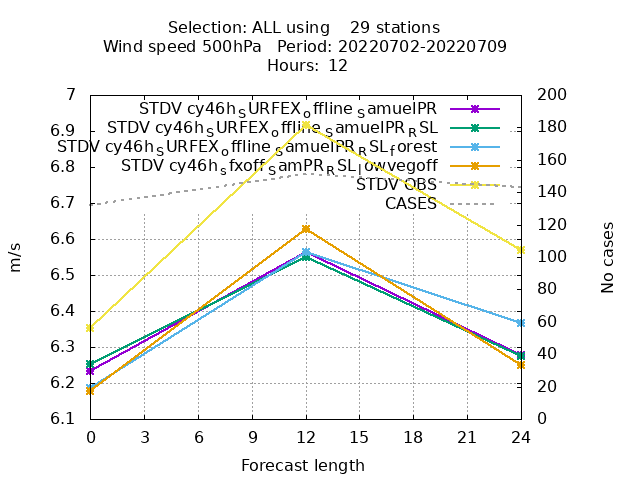 Selection: ALL using    29 stations
Wind speed 500hPa   Period: 20220702-20220709
Hours:  12
7
6.9
6.8
6.7
6.6
6.5
6.4
6.3
6.2
6.1
m/s
STDV cy46h_SURFEX_offline_samuelPR
STDV cy46h_SURFEX_offline_samuelPR_RSL
STDV cy46h_SURFEX_offline_samuelPR_RSL_forest
STDV cy46h_sfxoff_SamPR_RSL_lowvegoff
STDV OBS
CASES
200
180
160
140
120
100
80
60
40
20
0
No cases
0 3 6 9 12 15 18 21 24
Forecast length